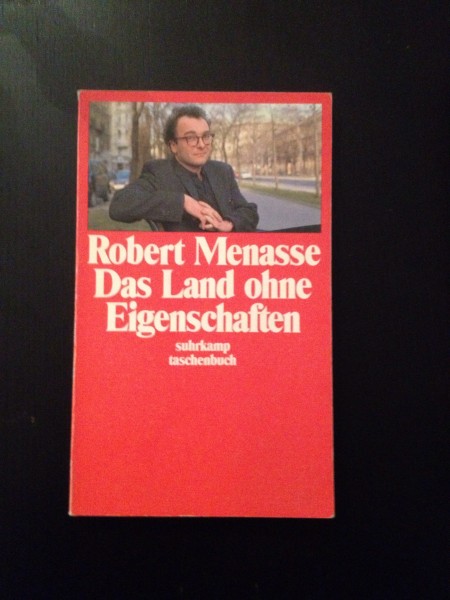 Robert Menasse
Das Land ohne
Eigenschaften
suhrkamp
taschenbuch